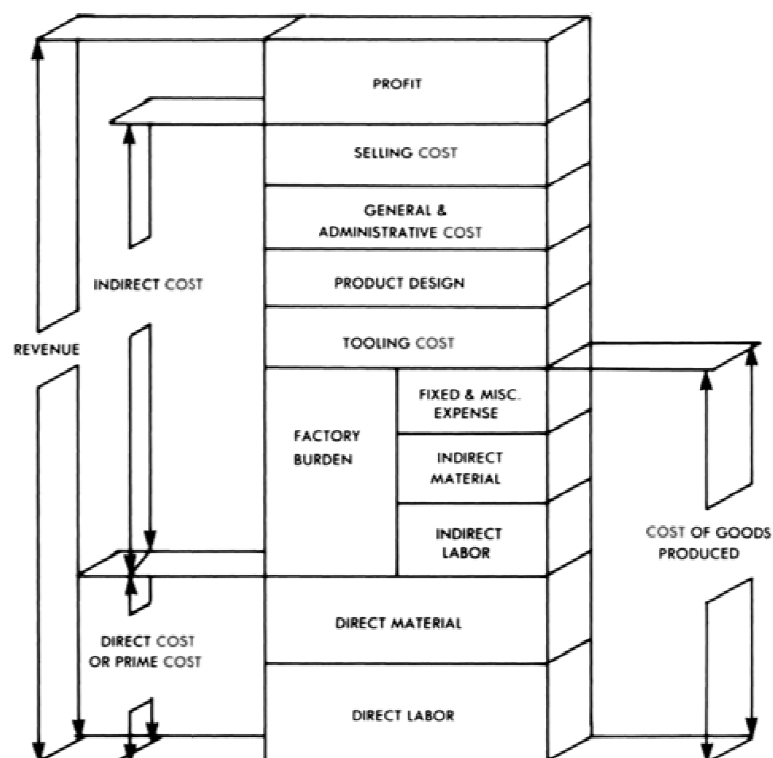 PROFIT
SELLING COST
GENERAL &
ADMINISTRATIVE COST
INDIRECT COST
PRODUCT DESIGN
REVENUE
TOOLING COST
FIXED & MISC.
EXPENSE
FACTORY
BURDEN
INDIRECT
MATERIAL
INDIRECT
LABOR
COST OF GOODS
PRODUCED
DIRECT COST
OR PRIME COST
DIRECT MATERIAL
DIRECT LABOR